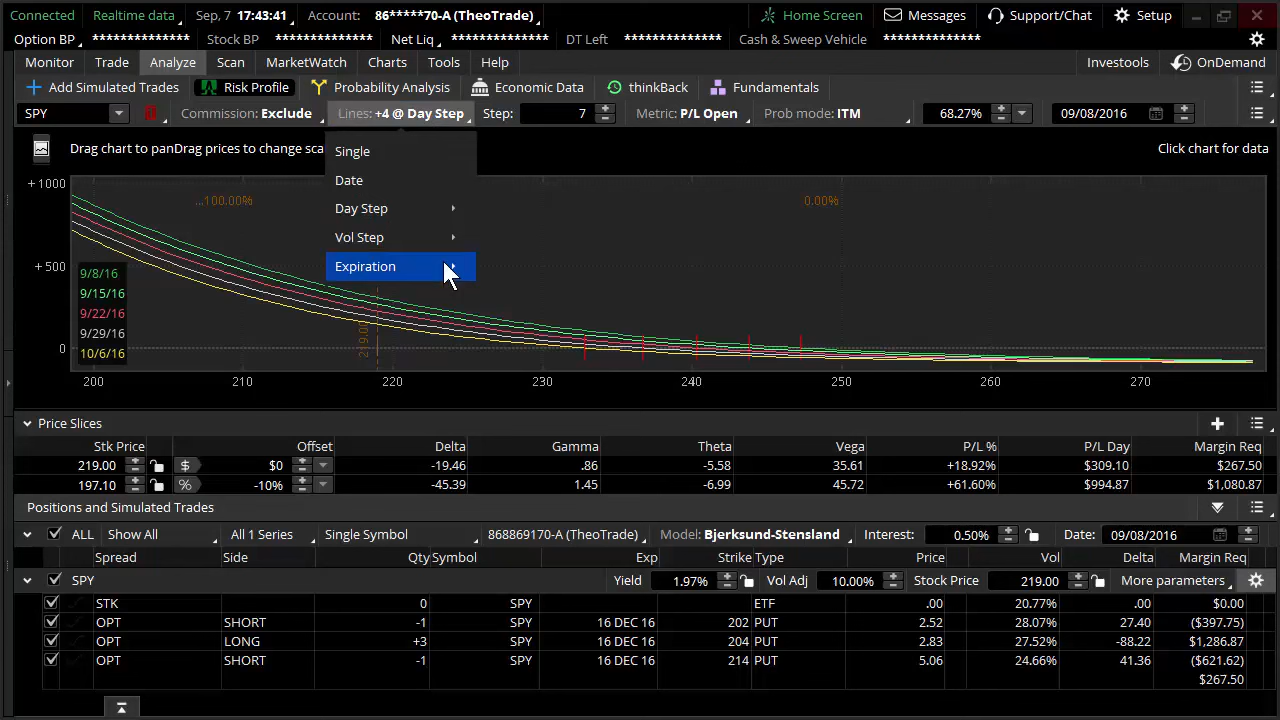 Connected Realtime data Sep, 7 17:43:41 Account: 86*****70-A (TheoTrade) Home Screen Messages Support/Chat Setup
Option BP ************** Stock BP ************** Net Liq ************** DT Left ************** Cash & Sweep Vehicle **************
Monitor Trade Analyze Scan MarketWatch Charts Tools Help Investools OnDemand
Add Simulated Trades Risk Profile Probability Analysis Economic Data thinkBack Fundamentals
SPY Commission: Exclude Lines: +4 @ Day Step Step: 7 Metric: P/L Open Prob mode: ITM 68.27% 09/08/2016
Drag chart to panDrag prices to change sca Click chart for data
Single
Date
Day Step
Vol Step
Expiration
+1000
+500
0
...100.00% 0.00%
219.00
9/8/16
9/15/16
9/22/16
9/29/16
10/6/16
200 210 220 230 240 250 260 270
Price Slices
Stk Price Offset Delta Gamma Theta Vega P/L % P/L Day Margin Req
219.00 $ $0 -19.46 .86 -5.58 35.61 +18.92% $309.10 $267.50
197.10 % -10% -45.39 1.45 -6.99 45.72 +61.60% $994.87 $1,080.87
Positions and Simulated Trades
ALL Show All All 1 Series Single Symbol 868869170-A (TheoTrade) Model: Bjerksund-Stensland Interest: 0.50% Date: 09/08/2016
Spread Side Qty Symbol Exp Strike Type Price Vol Delta Margin Req
SPY Yield 1.97% Vol Adj 10.00% Stock Price 219.00 More parameters
STK 0 SPY ETF .00 20.77% .00 $0.00
OPT SHORT -1 SPY 16 DEC 16 202 PUT 2.52 28.07% 27.40 ($397.75)
OPT LONG +3 SPY 16 DEC 16 204 PUT 2.83 27.52% -88.22 $1,286.87
OPT SHORT -1 SPY 16 DEC 16 214 PUT 5.06 24.66% 41.36 ($621.62)
$267.50